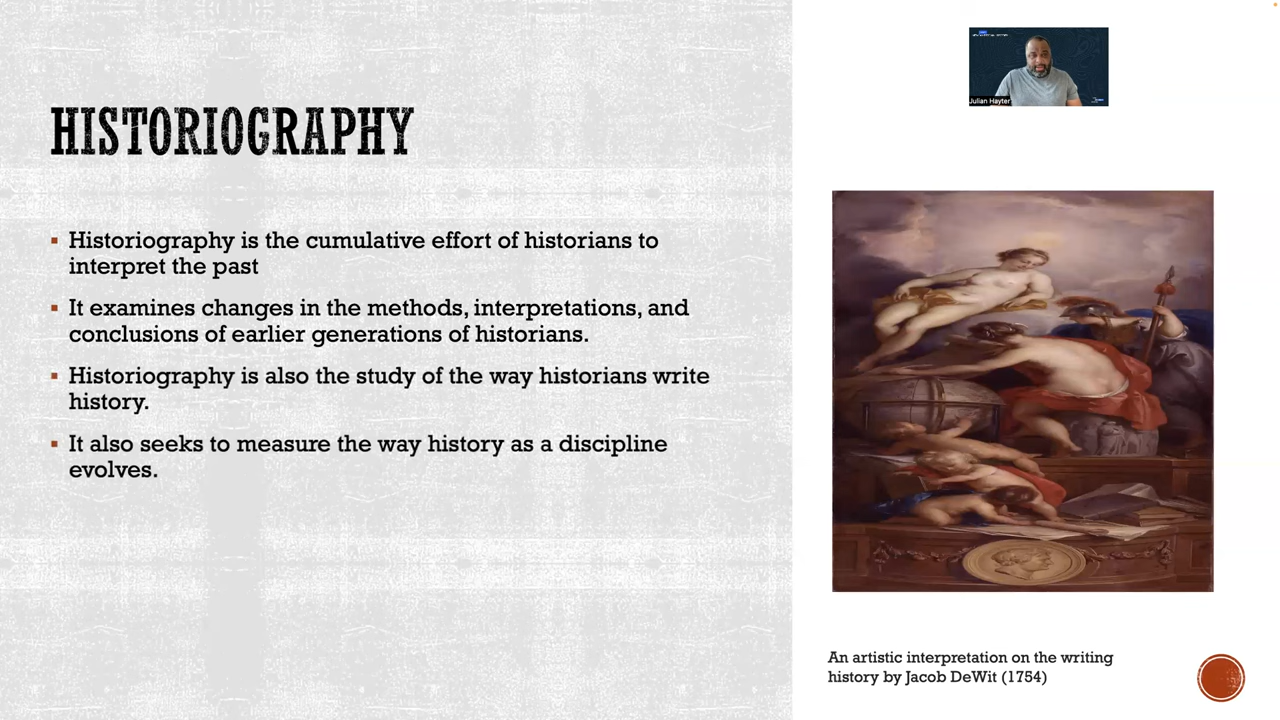 HISTORIOGRAPHY
Historiography is the cumulative effort of historians to
interpret the past
It examines changes in the methods, interpretations, and
conclusions of earlier generations of historians.
Historiography is also the study of the way historians write
history.
It also seeks to measure the way history as a discipline
evolves.
Julian Hayter
An artistic interpretation on the writing
history by Jacob DeWit (1754)